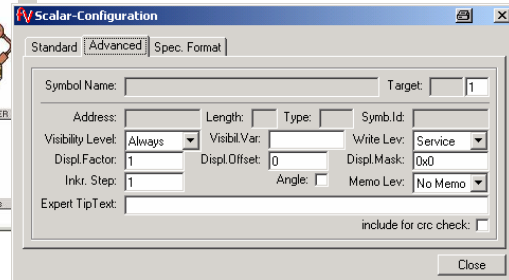 Scalar-Configuration
Standard Advanced Spec. Format
Symbol Name: Target: 1
Address: Length: Type: Symb.Id:
Visibility Level: Always Visibil.Var: Write Lev: Service
Displ.Factor: 1 Displ.Offset: 0 Displ.Mask: 0x0
Inkr. Step: 1 Angle: Memo Lev: No Memo
Expert TipText:
include for crc check:
Close